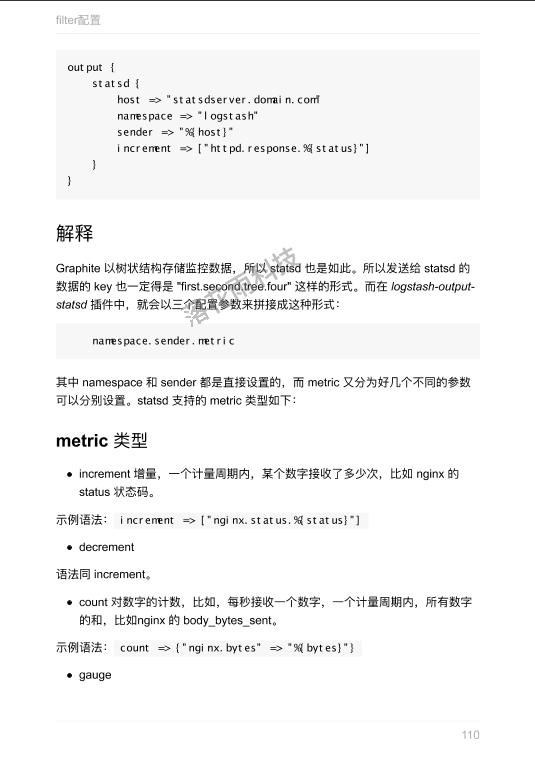 filter配置
output {
statsd {
host => "statsdserver.domain.com"
namespace => "logstash"
sender => "%{host}"
increment => ["httpd.response.%{status}"]
}
}
解释
Graphite 以树状结构存储监控数据，所以 statsd 也是如此。所以发送给 statsd 的
数据的 key 也一定得是 "first.second.tree.four" 这样的形式。而在 logstash-output-
statsd 插件中，就会以三个配置参数来拼接成这种形式：
namespace.sender.metric
其中 namespace 和 sender 都是直接设置的，而 metric 又分为好几个不同的参数
可以分别设置。statsd 支持的 metric 类型如下：
metric 类型
• increment 增量，一个计量周期内，某个数字接收了多少次，比如 nginx 的
status 状态码。
示例语法： increment => ["nginx.status.%{status}"]
• decrement
语法同 increment。
• count 对数字的计数，比如，每秒接收一个数字，一个计量周期内，所有数字
的和，比如nginx 的 body_bytes_sent。
示例语法： count => {"nginx.bytes" => "%{bytes}"}
• gauge
110
洛花雨科技